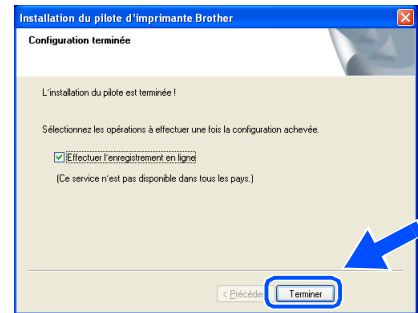 Installation du pilote d'imprimante Brother
Configuration terminée
L'installation du pilote est terminée !
Sélectionnez les opérations à effectuer une fois la configuration achevée.
Effectuer l'enregistrement en ligne
(Ce service n'est pas disponible dans tous les pays.)
< Précéde Terminer